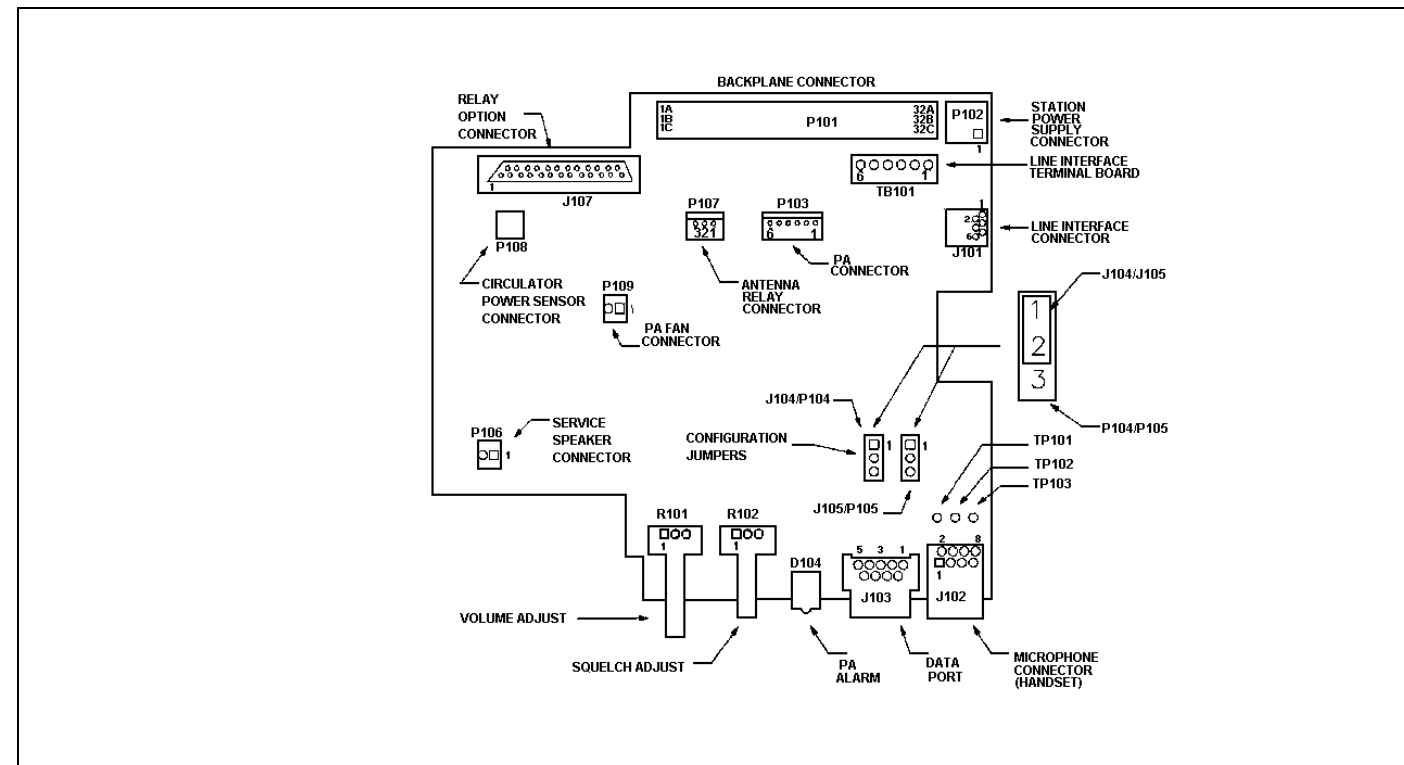 BACKPLANE CONNECTOR
RELAY
OPTION
CONNECTOR
1A
1B
1C
P101
32A
32B
32C
P102
1
STATION
POWER
SUPPLY
CONNECTOR
1
J107
6 1
TB101
LINE INTERFACE
TERMINAL BOARD
P108
P107
321
P103
6 1
1
2
6
J101
LINE INTERFACE
CONNECTOR
CIRCULATOR
POWER SENSOR
CONNECTOR
P109
1
PA FAN
CONNECTOR
ANTENNA
RELAY
CONNECTOR
PA
CONNECTOR
J104/J105
1
2
3
P104/P105
J104/P104
CONFIGURATION
JUMPERS
1
1
J105/P105
P106
1
SERVICE
SPEAKER
CONNECTOR
TP101
TP102
TP103
R101
1
R102
1
D104
5 3 1
J103
2 8
1
J102
VOLUME ADJUST
SQUELCH ADJUST
PA
ALARM
DATA
PORT
MICROPHONE
CONNECTOR
(HANDSET)